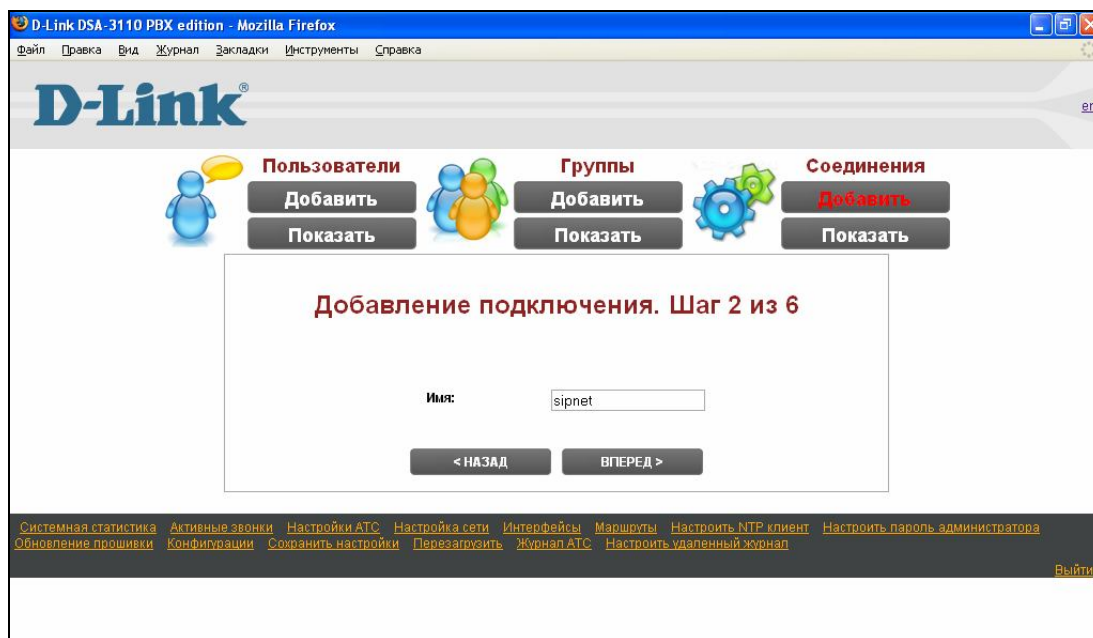 D-Link DSA-3110 PBX edition - Mozilla Firefox
Файл Правка Вид Журнал Закладки Инструменты Справка
D-Link®
er
Пользователи Группы Соединения
Добавить Добавить Добавить
Показать Показать Показать
Добавление подключения. Шаг 2 из 6
Имя: sipnet
< НАЗАД ВПЕРЕД >
Системная статистика Активные звонки Настройки АТС Настройка сети Интерфейсы Маршруты Настроить NTP клиент Настроить пароль администратора
Обновление прошивки Конфигурации Сохранить настройки Перезагрузить Журнал АТС Настроить удаленный журнал
Выйти